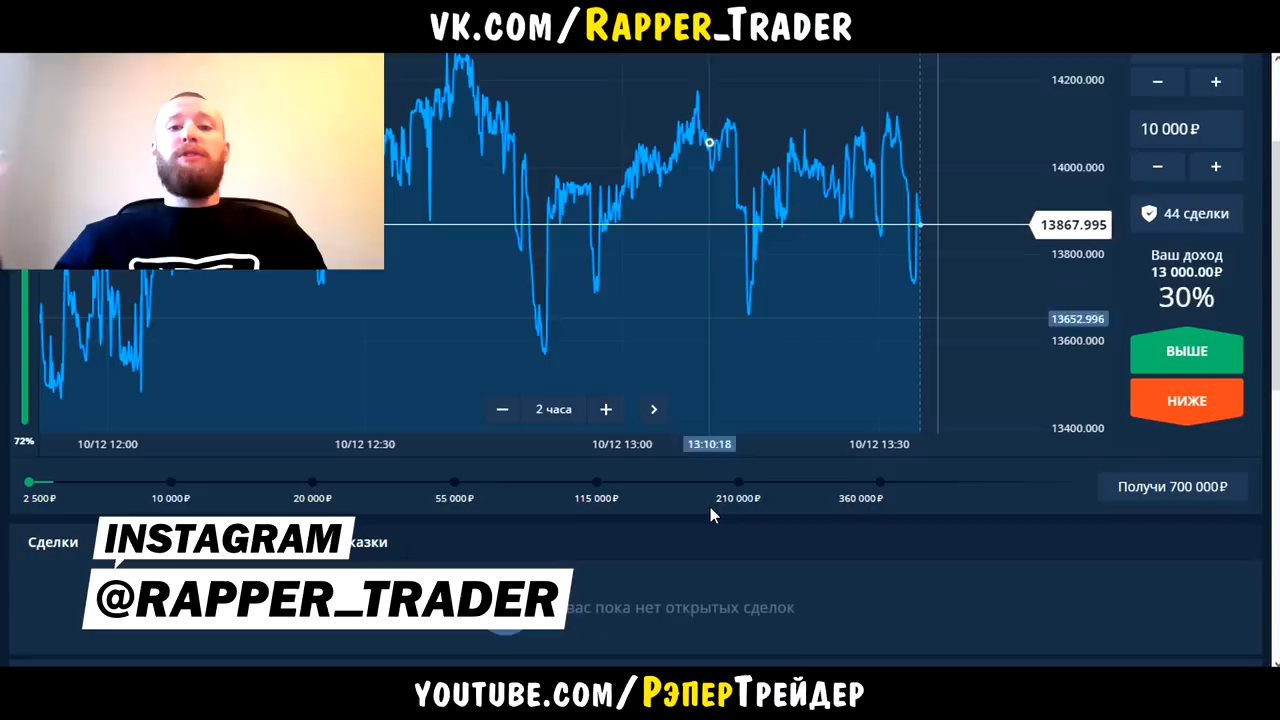 VK.COM/RAPPER_TRADER
14200.000
10 000 ₽
14000.000
44 сделки
13867.995
13800.000
Ваш доход
13 000.00₽
30%
13652.996
13600.000
ВЫШЕ
НИЖЕ
2 часа
13400.000
72%
10/12 12:00
10/12 12:30
10/12 13:00
13:10:18
10/12 13:30
2 500₽
10 000₽
20 000₽
55 000₽
115 000₽
210 000₽
360 000₽
Получи 700 000₽
Сделки
INSTAGRAM
@RAPPER_TRADER
пока нет открытых сделок
YOUTUBE.COM/РЭПЕРТРЕЙДЕР